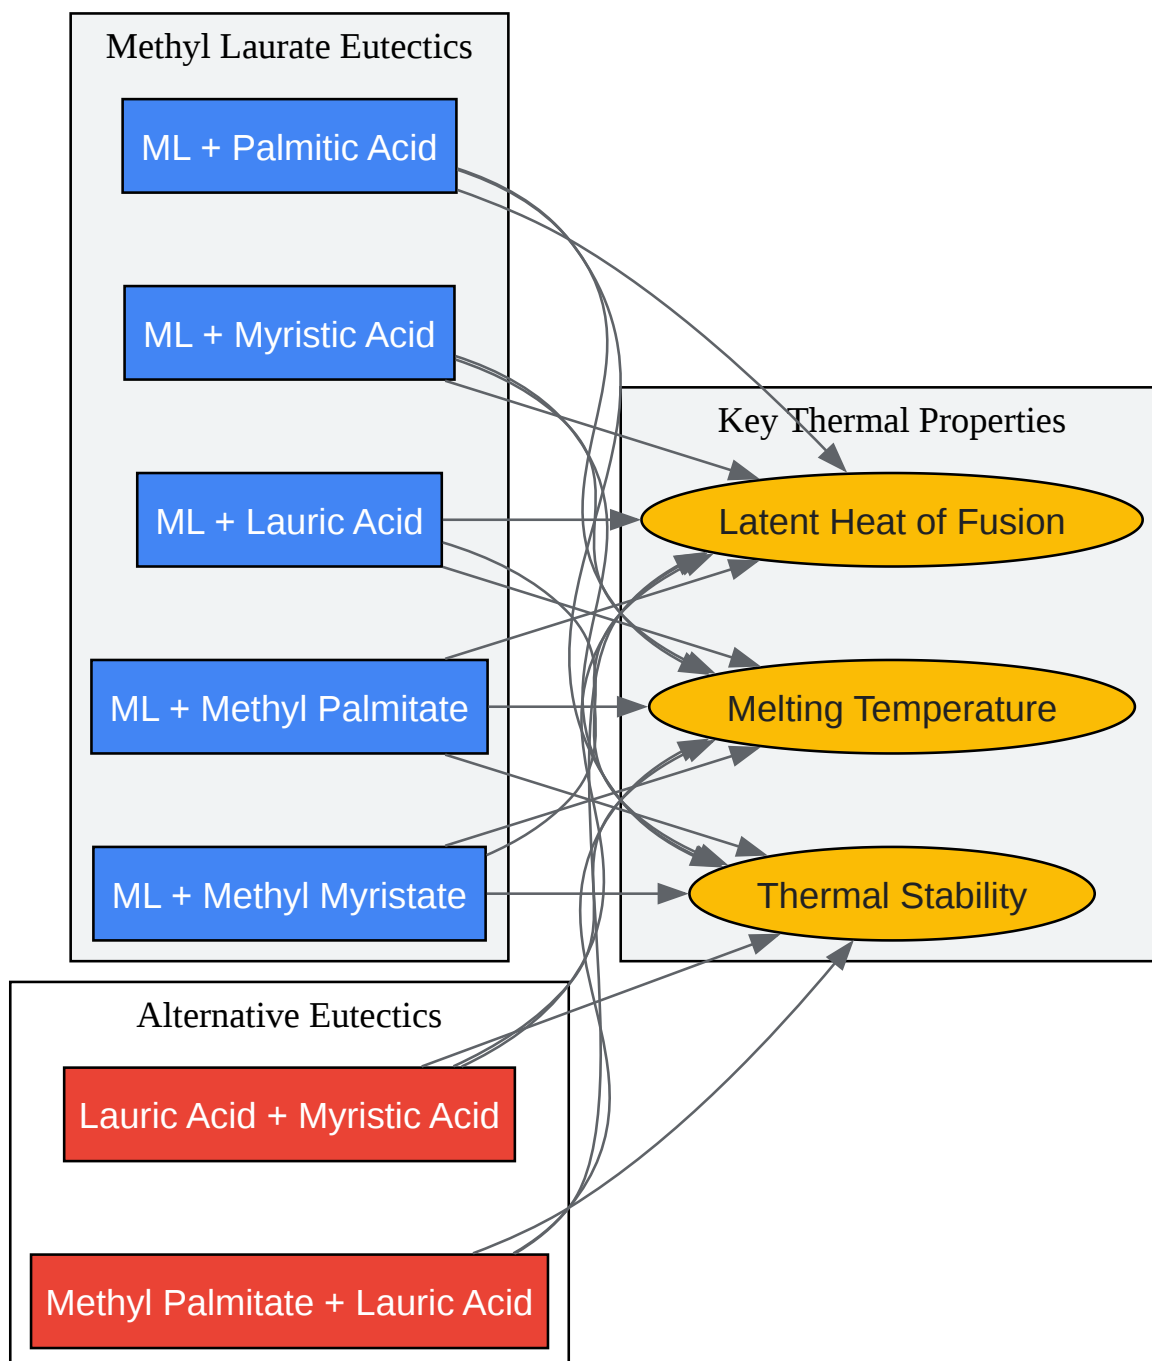 Methyl Laurate Eutectics
ML + Palmitic Acid
ML + Myristic Acid
ML + Lauric Acid
ML + Methyl Palmitate
ML + Methyl Myristate
Key Thermal Properties
Latent Heat of Fusion
Melting Temperature
Thermal Stability
Alternative Eutectics
Lauric Acid + Myristic Acid
Methyl Palmitate + Lauric Acid